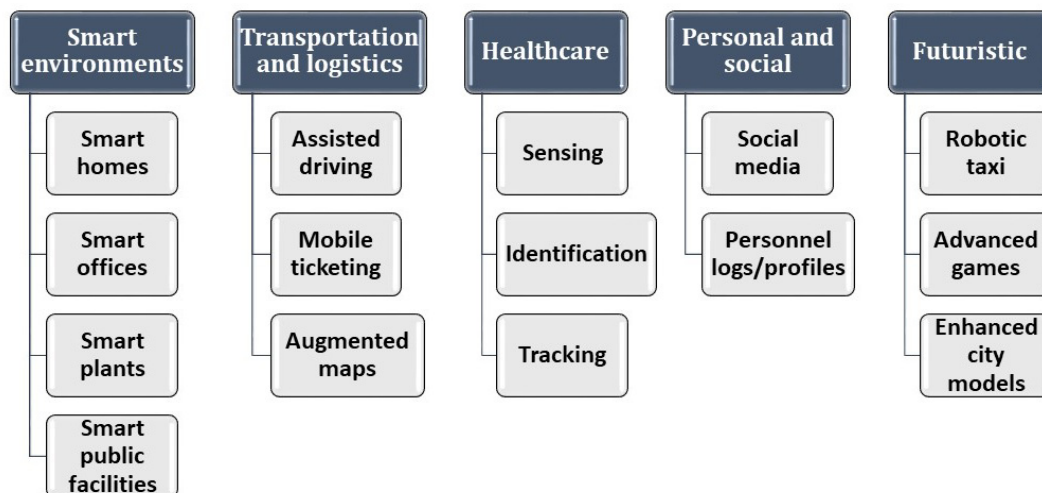 Smart
environments
Smart
homes
Smart
offices
Smart
plants
Smart
public
facilities
Transportation
and logistics
Assisted
driving
Mobile
ticketing
Augmented
maps
Healthcare
Sensing
Identification
Tracking
Personal and
social
Social
media
Personnel
logs/profiles
Futuristic
Robotic
taxi
Advanced
games
Enhanced
city
models